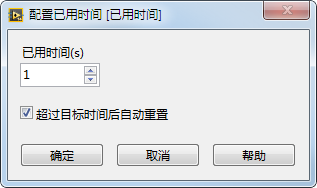 配置已用时间 [已用时间]
已用时间(s)
1
超过目标时间后自动重置
确定 取消 帮助